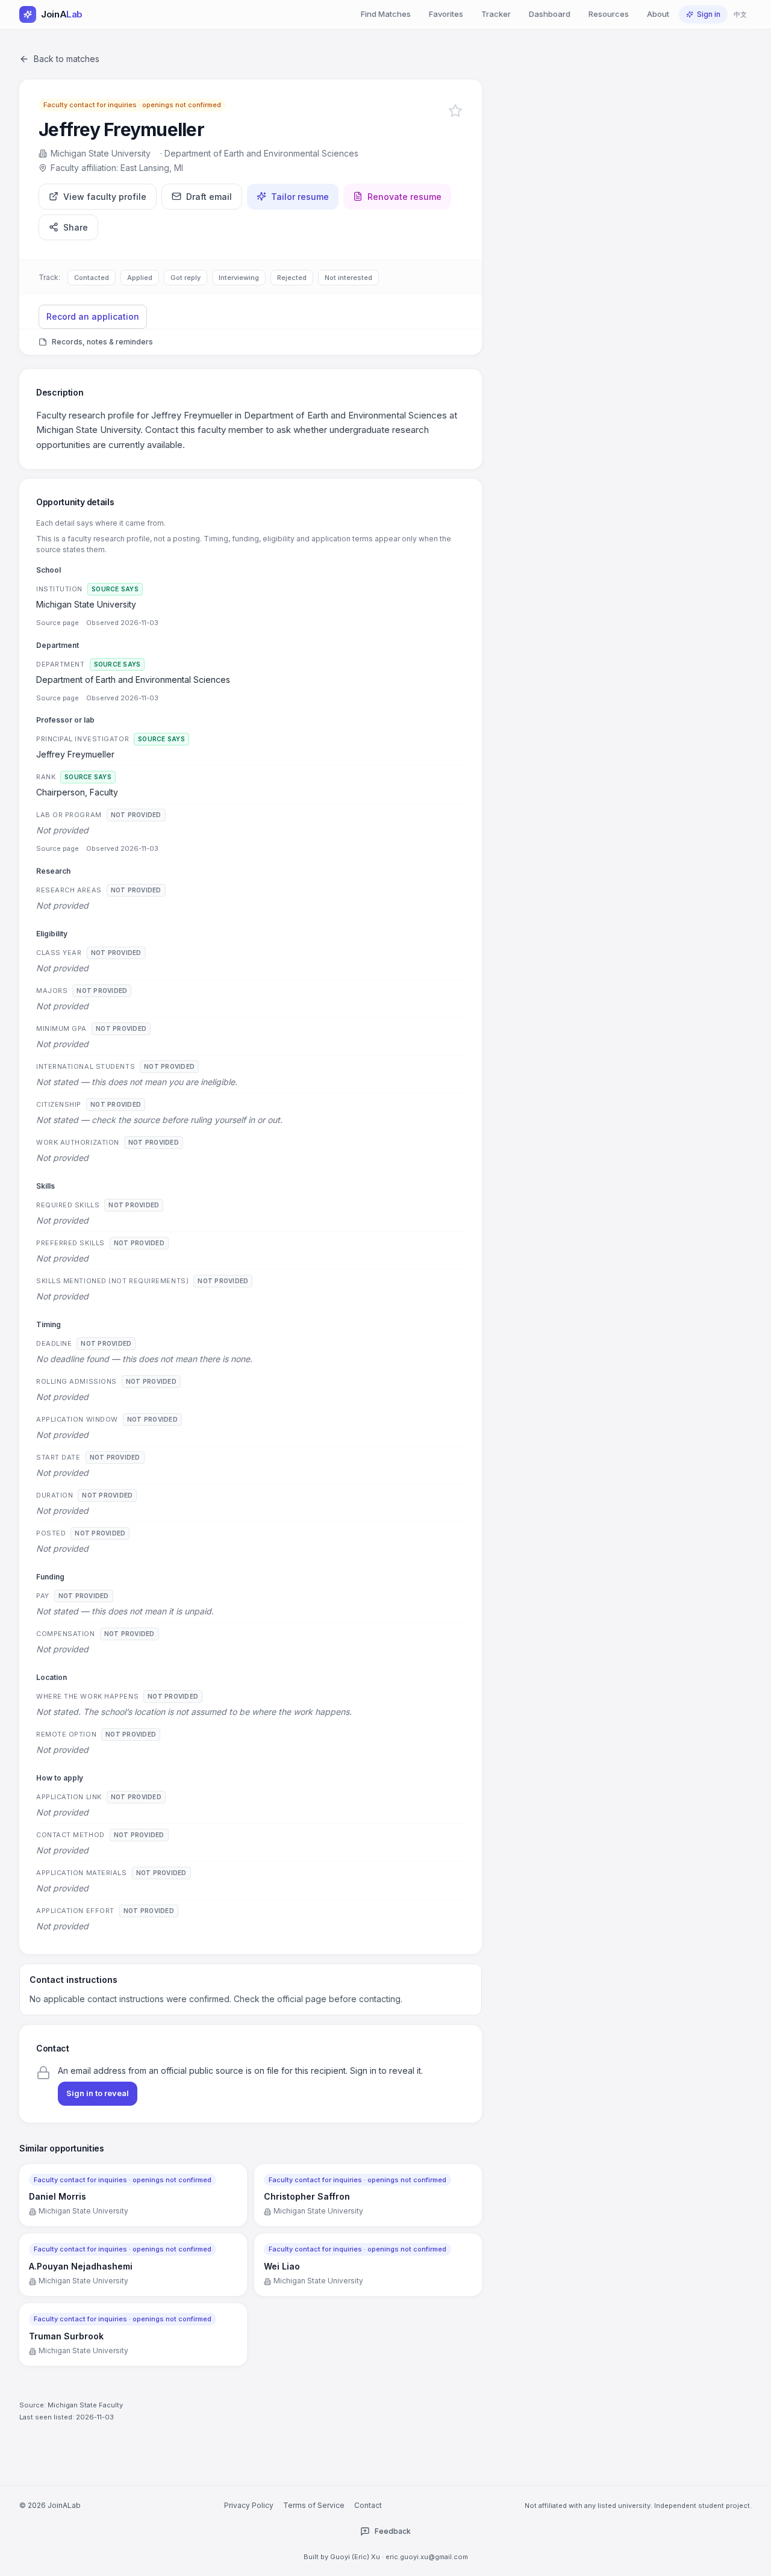 JoinALab
Find Matches
Favorites
Tracker
Dashboard
Resources
About
Sign in
中文
Back to matches
Faculty contact for inquiries · openings not confirmed
Jeffrey Freymueller
Michigan State University · Department of Earth and Environmental Sciences
Faculty affiliation: East Lansing, MI
View faculty profile
Draft email
Tailor resume
Renovate resume
Share
Track:
Contacted
Applied
Got reply
Interviewing
Rejected
Not interested
Record an application
Records, notes & reminders
Description
Faculty research profile for Jeffrey Freymueller in Department of Earth and Environmental Sciences at
Michigan State University. Contact this faculty member to ask whether undergraduate research
opportunities are currently available.
Opportunity details
Each detail says where it came from.
This is a faculty research profile, not a posting. Timing, funding, eligibility and application terms appear only when the
source states them.
School
INSTITUTION SOURCE SAYS
Michigan State University
Source page Observed 2026-11-03
Department
DEPARTMENT SOURCE SAYS
Department of Earth and Environmental Sciences
Source page Observed 2026-11-03
Professor or lab
PRINCIPAL INVESTIGATOR SOURCE SAYS
Jeffrey Freymueller
RANK SOURCE SAYS
Chairperson, Faculty
LAB OR PROGRAM NOT PROVIDED
Not provided
Source page Observed 2026-11-03
Research
RESEARCH AREAS NOT PROVIDED
Not provided
Eligibility
CLASS YEAR NOT PROVIDED
Not provided
MAJORS NOT PROVIDED
Not provided
MINIMUM GPA NOT PROVIDED
Not provided
INTERNATIONAL STUDENTS NOT PROVIDED
Not stated — this does not mean you are ineligible.
CITIZENSHIP NOT PROVIDED
Not stated — check the source before ruling yourself in or out.
WORK AUTHORIZATION NOT PROVIDED
Not provided
Skills
REQUIRED SKILLS NOT PROVIDED
Not provided
PREFERRED SKILLS NOT PROVIDED
Not provided
SKILLS MENTIONED (NOT REQUIREMENTS) NOT PROVIDED
Not provided
Timing
DEADLINE NOT PROVIDED
No deadline found — this does not mean there is none.
ROLLING ADMISSIONS NOT PROVIDED
Not provided
APPLICATION WINDOW NOT PROVIDED
Not provided
START DATE NOT PROVIDED
Not provided
DURATION NOT PROVIDED
Not provided
POSTED NOT PROVIDED
Not provided
Funding
PAY NOT PROVIDED
Not stated — this does not mean it is unpaid.
COMPENSATION NOT PROVIDED
Not provided
Location
WHERE THE WORK HAPPENS NOT PROVIDED
Not stated. The school's location is not assumed to be where the work happens.
REMOTE OPTION NOT PROVIDED
Not provided
How to apply
APPLICATION LINK NOT PROVIDED
Not provided
CONTACT METHOD NOT PROVIDED
Not provided
APPLICATION MATERIALS NOT PROVIDED
Not provided
APPLICATION EFFORT NOT PROVIDED
Not provided
Contact instructions
No applicable contact instructions were confirmed. Check the official page before contacting.
Contact
An email address from an official public source is on file for this recipient. Sign in to reveal it.
Sign in to reveal
Similar opportunities
Faculty contact for inquiries · openings not confirmed
Daniel Morris
Michigan State University
Faculty contact for inquiries · openings not confirmed
Christopher Saffron
Michigan State University
Faculty contact for inquiries · openings not confirmed
A.Pouyan Nejadhashemi
Michigan State University
Faculty contact for inquiries · openings not confirmed
Wei Liao
Michigan State University
Faculty contact for inquiries · openings not confirmed
Truman Surbrook
Michigan State University
Source: Michigan State Faculty
Last seen listed: 2026-11-03
© 2026 JoinALab
Privacy Policy
Terms of Service
Contact
Not affiliated with any listed university. Independent student project.
Feedback
Built by Guoyi (Eric) Xu · eric.guoyi.xu@gmail.com